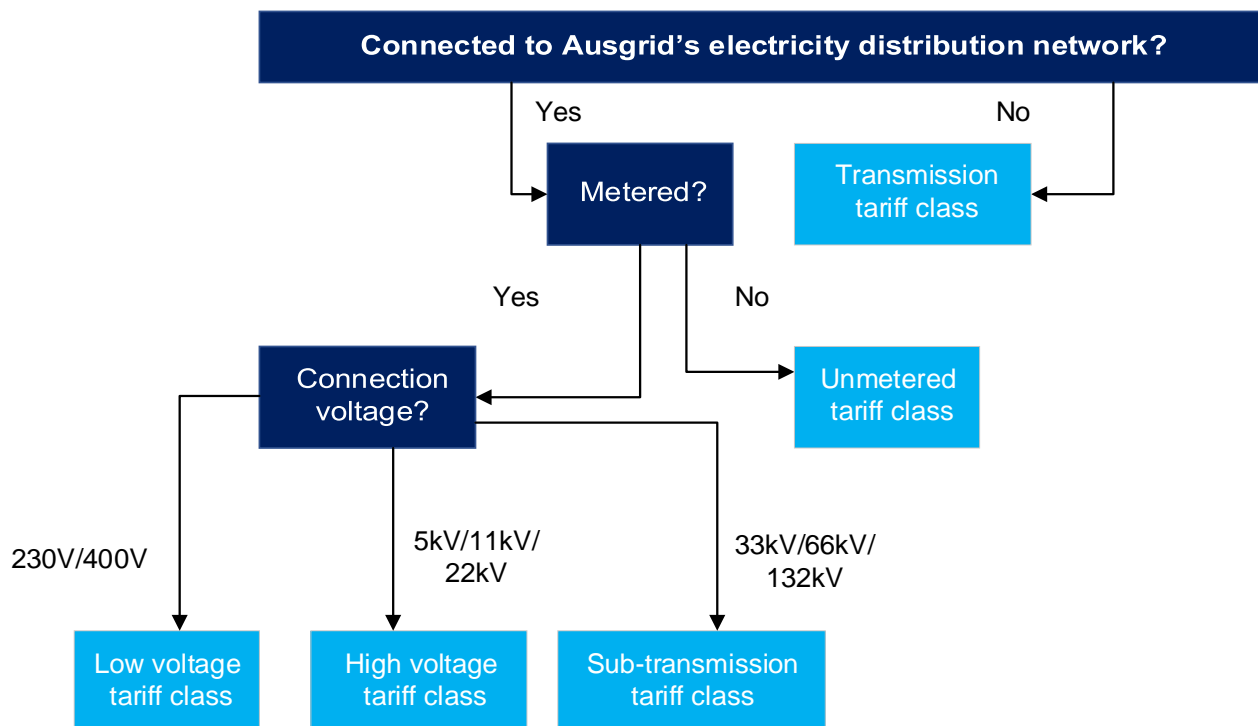 Connected to Ausgrid’s electricity distribution network?
Yes
No
Metered?
Transmission
tariff class
Yes
No
Connection
voltage?
Unmetered
tariff class
230V/400V
5kV/11kV/
22kV
33kV/66kV/
132kV
Low voltage
tariff class
High voltage
tariff class
Sub-transmission
tariff class